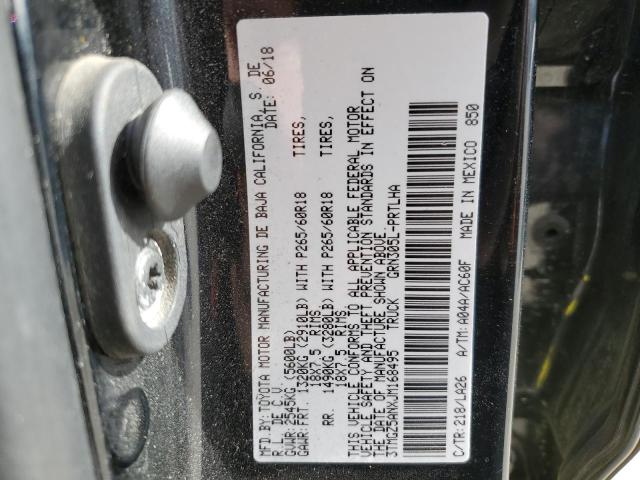 MFD.BY:TOYOTA MOTOR MANUFACTURING DE BAJA CALIFORNIA, S. DE
R.L. DE C.V. DATE: 06/18
GVWR: 2545KG (5600LB)
GAWR:FRT. 1320KG (2910LB) WITH P265/60R18 TIRES,
18X7.5 RIMS,
RR. 1490KG (3280LB) WITH P265/60R18 TIRES,
18X7.5 RIMS.
THIS VEHICLE CONFORMS TO ALL APPLICABLE FEDERAL MOTOR
VEHICLE SAFETY AND THEFT PREVENTION STANDARDS IN EFFECT ON
THE DATE OF MANUFACTURE SHOWN ABOVE.
3TMGZ5ANXJM168495 TRUCK GRN305L-PRTLHA
C/TR:218/LA26 A/TM:A04A/AC60F MADE IN MEXICO 850